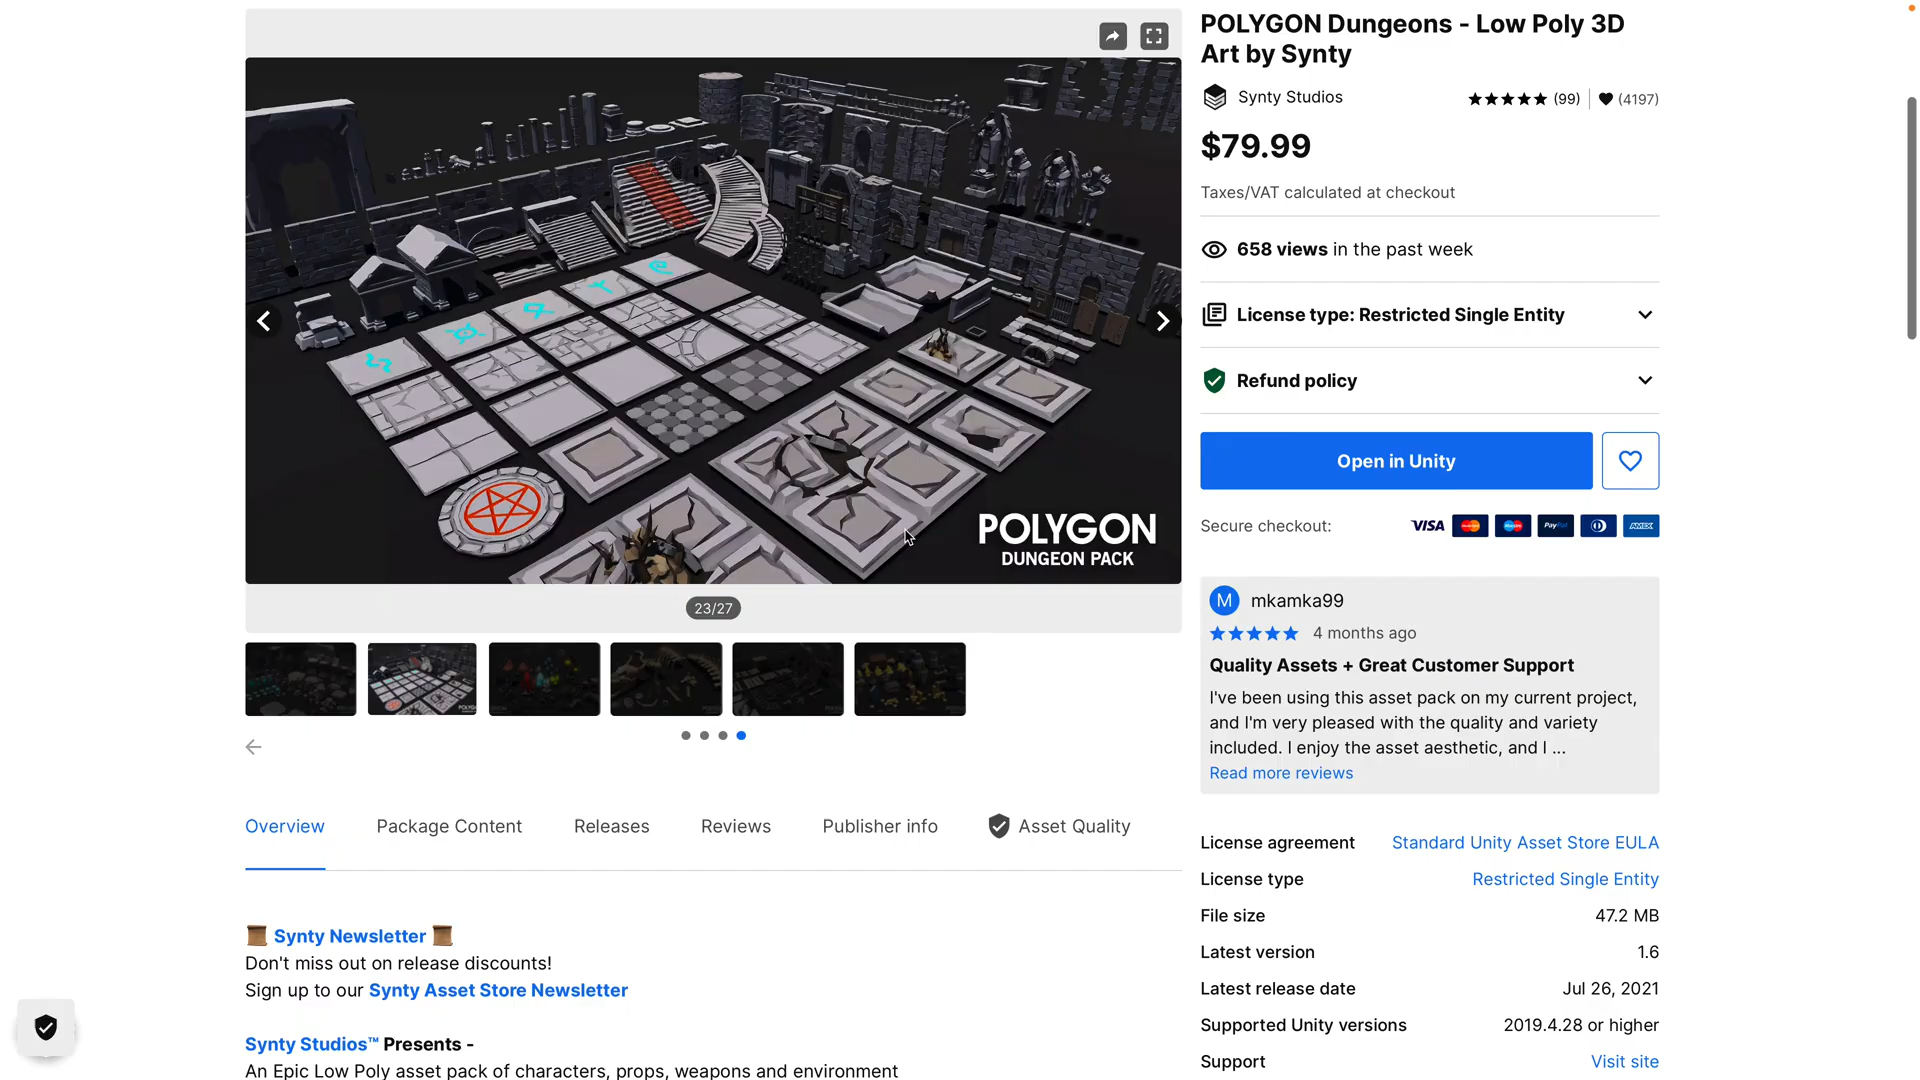 POLYGON Dungeons - Low Poly 3D
Art by Synty
Synty Studios
(99)
(4197)
$79.99
Taxes/VAT calculated at checkout
658 views in the past week
License type: Restricted Single Entity
Refund policy
Open in Unity
Secure checkout:
VISA
PayPal
AMEX
POLYGON
DUNGEON PACK
23/27
M
mkamka99
4 months ago
Quality Assets + Great Customer Support
I've been using this asset pack on my current project,
and I'm very pleased with the quality and variety
included. I enjoy the asset aesthetic, and I ...
Read more reviews
Overview
Package Content
Releases
Reviews
Publisher info
Asset Quality
Synty Newsletter
Don't miss out on release discounts!
Sign up to our Synty Asset Store Newsletter
Synty Studios™ Presents -
An Epic Low Poly asset pack of characters, props, weapons and environment
License agreement Standard Unity Asset Store EULA
License type Restricted Single Entity
File size 47.2 MB
Latest version 1.6
Latest release date Jul 26, 2021
Supported Unity versions 2019.4.28 or higher
Support Visit site